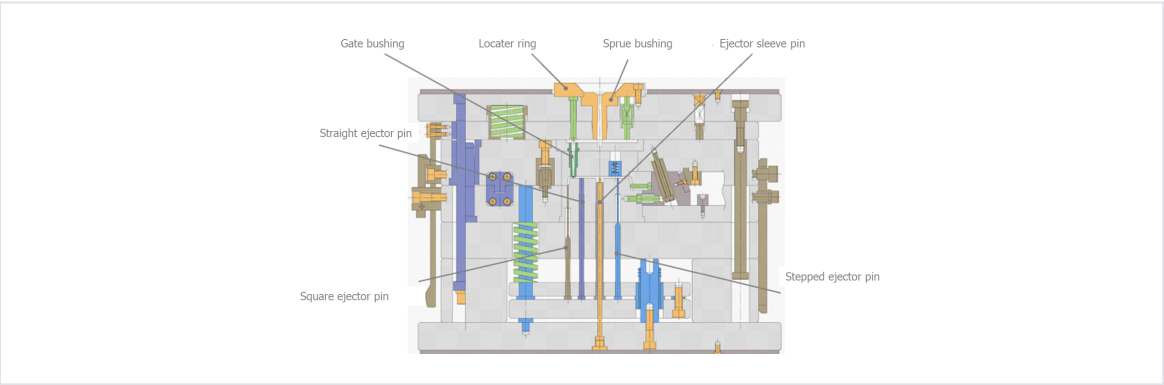 Gate bushing
Locater ring
Sprue bushing
Ejector sleeve pin
Straight ejector pin
Stepped ejector pin
Square ejector pin